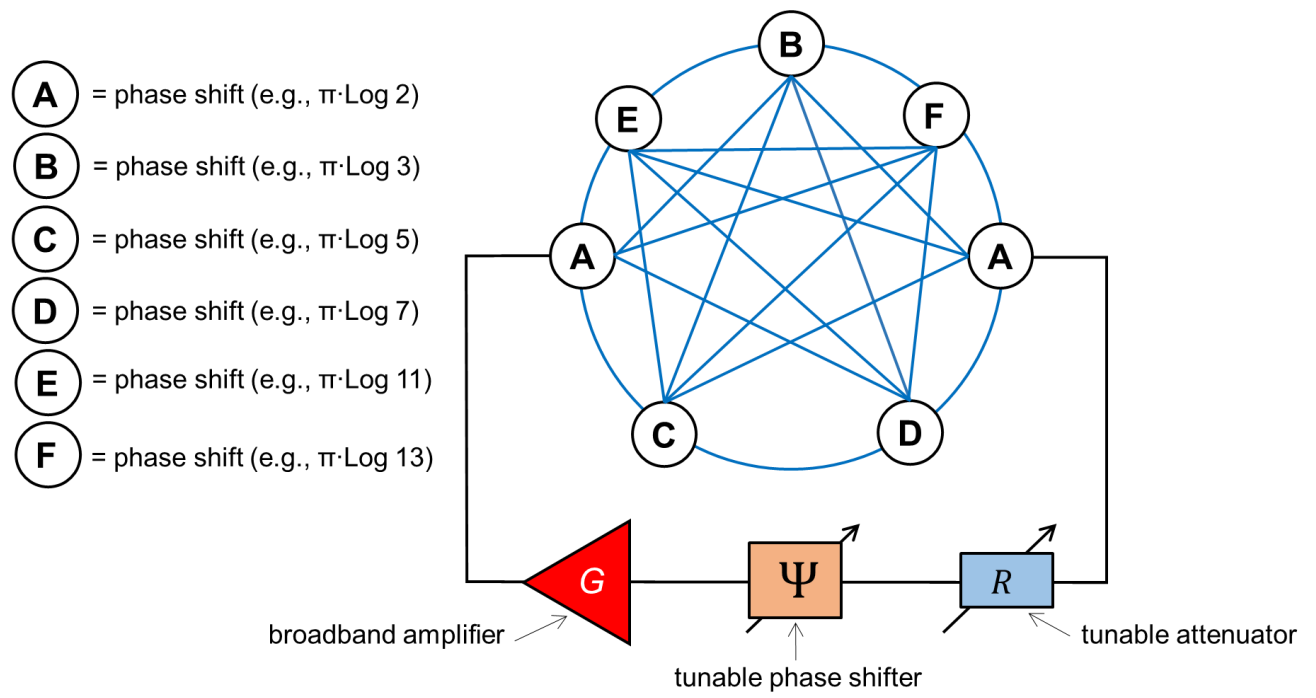 A = phase shift (e.g., π·Log 2)
B = phase shift (e.g., π·Log 3)
C = phase shift (e.g., π·Log 5)
D = phase shift (e.g., π·Log 7)
E = phase shift (e.g., π·Log 11)
F = phase shift (e.g., π·Log 13)
B
E
F
A
A
C
D
G
Ψ
R
broadband amplifier
tunable phase shifter
tunable attenuator